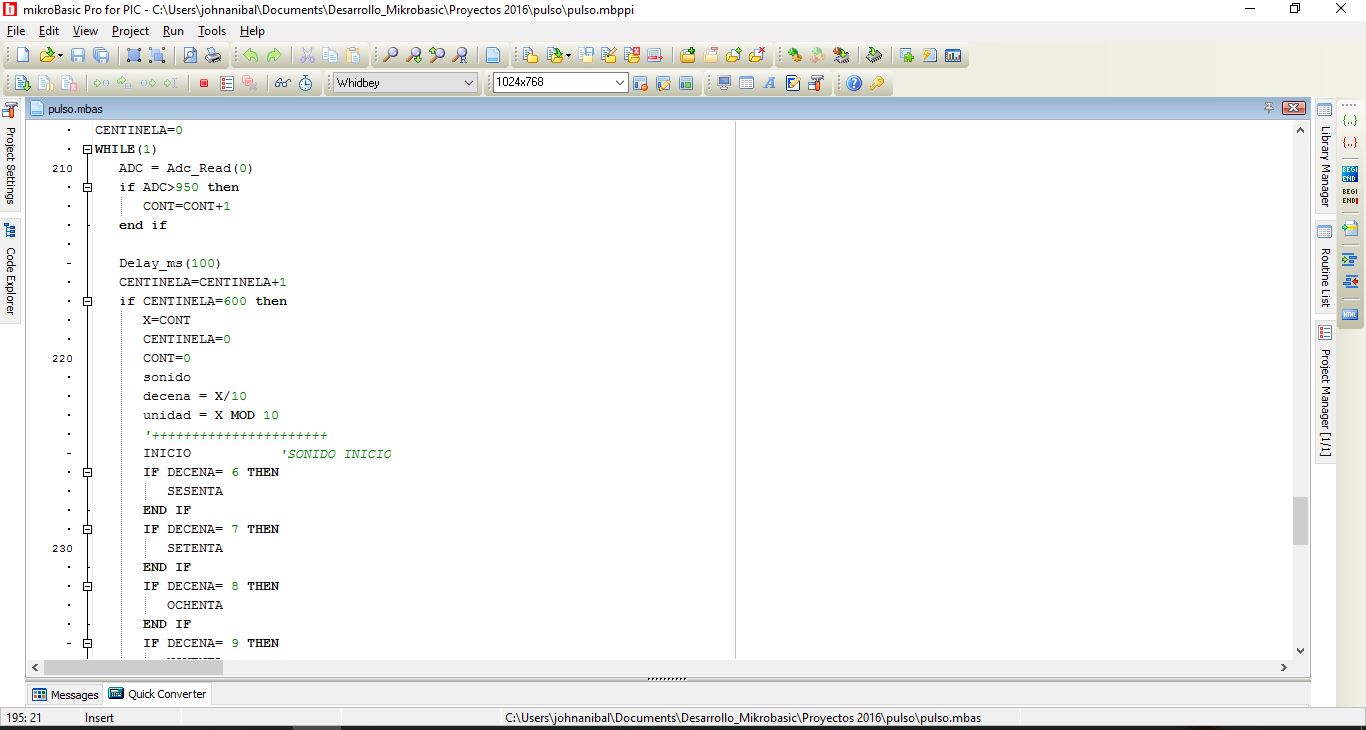 mikroBasic Pro for PIC - C:\Users\johnanibal\Documents\Desarrollo_Mikrobasic\Proyectos 2016\pulso\pulso.mbppi
File Edit View Project Run Tools Help
Whidbey 1024x768
pulso.mbas
Project Settings
Code Explorer
CENTINELA=0
WHILE(1)
210 ADC = Adc_Read(0)
if ADC>950 then
CONT=CONT+1
end if
Delay_ms(100)
CENTINELA=CENTINELA+1
if CENTINELA=600 then
X=CONT
CENTINELA=0
220 CONT=0
sonido
decena = X/10
unidad = X MOD 10
'++++++++++++++++++++++
INICIO 'SONIDO INICIO
IF DECENA= 6 THEN
SESENTA
END IF
IF DECENA= 7 THEN
230 SETENTA
END IF
IF DECENA= 8 THEN
OCHENTA
END IF
IF DECENA= 9 THEN
Library Manager
Routine List
Project Manager [1/1]
{..}
{..}
BEGI
END
BEGI
END
HTML
Messages Quick Converter
195: 21 Insert C:\Users\johnanibal\Documents\Desarrollo_Mikrobasic\Proyectos 2016\pulso\pulso.mbas